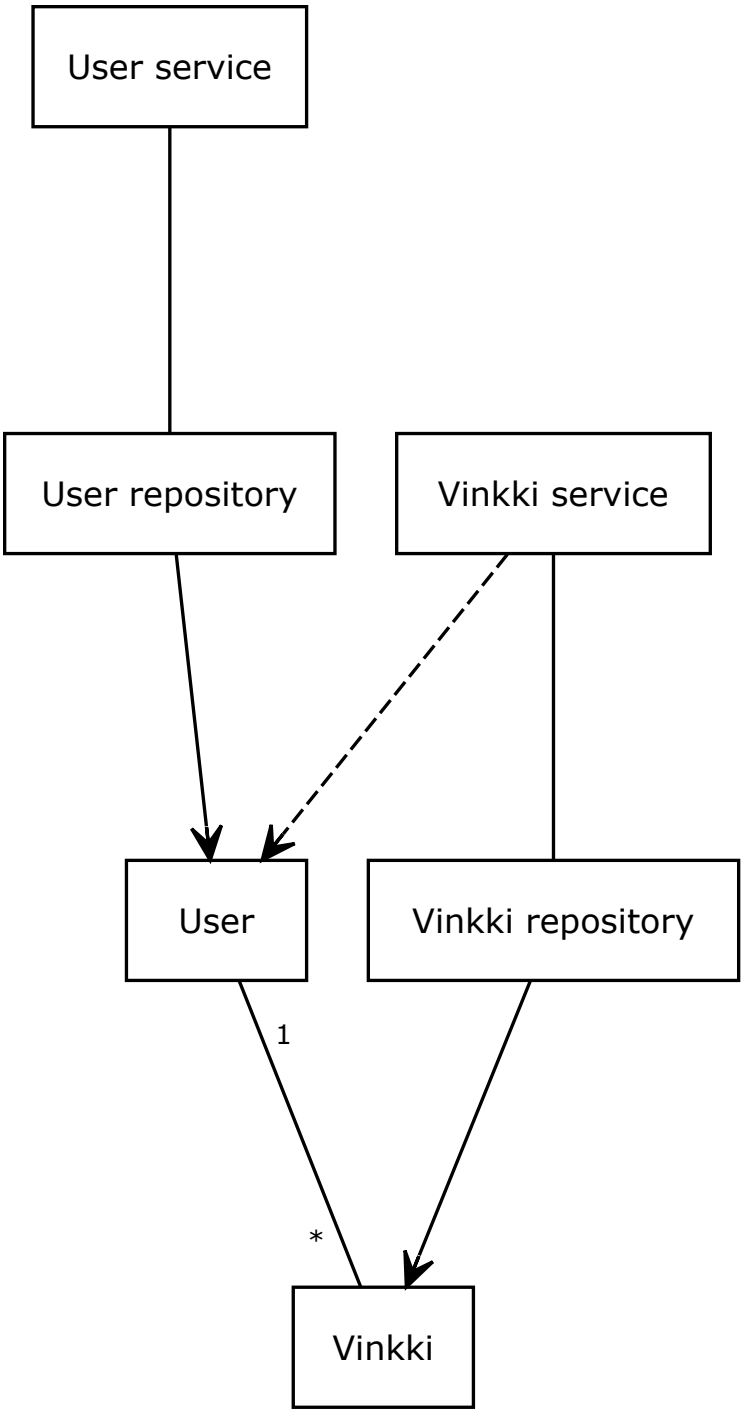 User service
User repository
Vinkki service
User
Vinkki repository
1
*
Vinkki